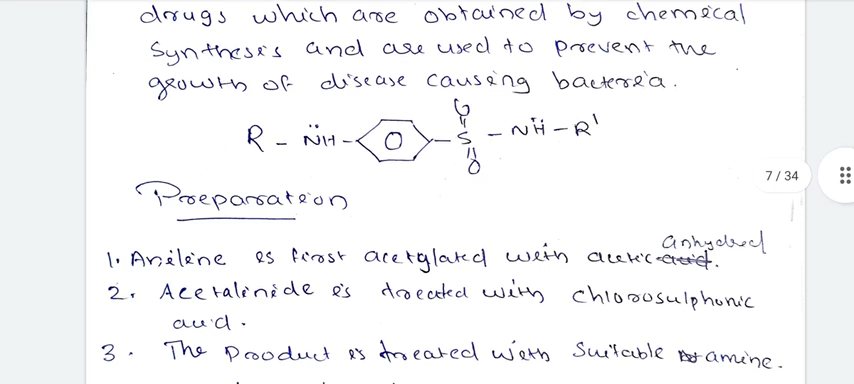 drugs which are obtained by chemical
Synthesis and are used to prevent the
growth of disease causing bacteria.
O
R - NH - O - S - NH - R'
O
7 / 34
Preparation
anhydrid
1. Aniline is first acetylated with acetic acid.
2. Acetalinide is treated with chlorosulphonic
acid.
3. The product is treated with suitable amine.